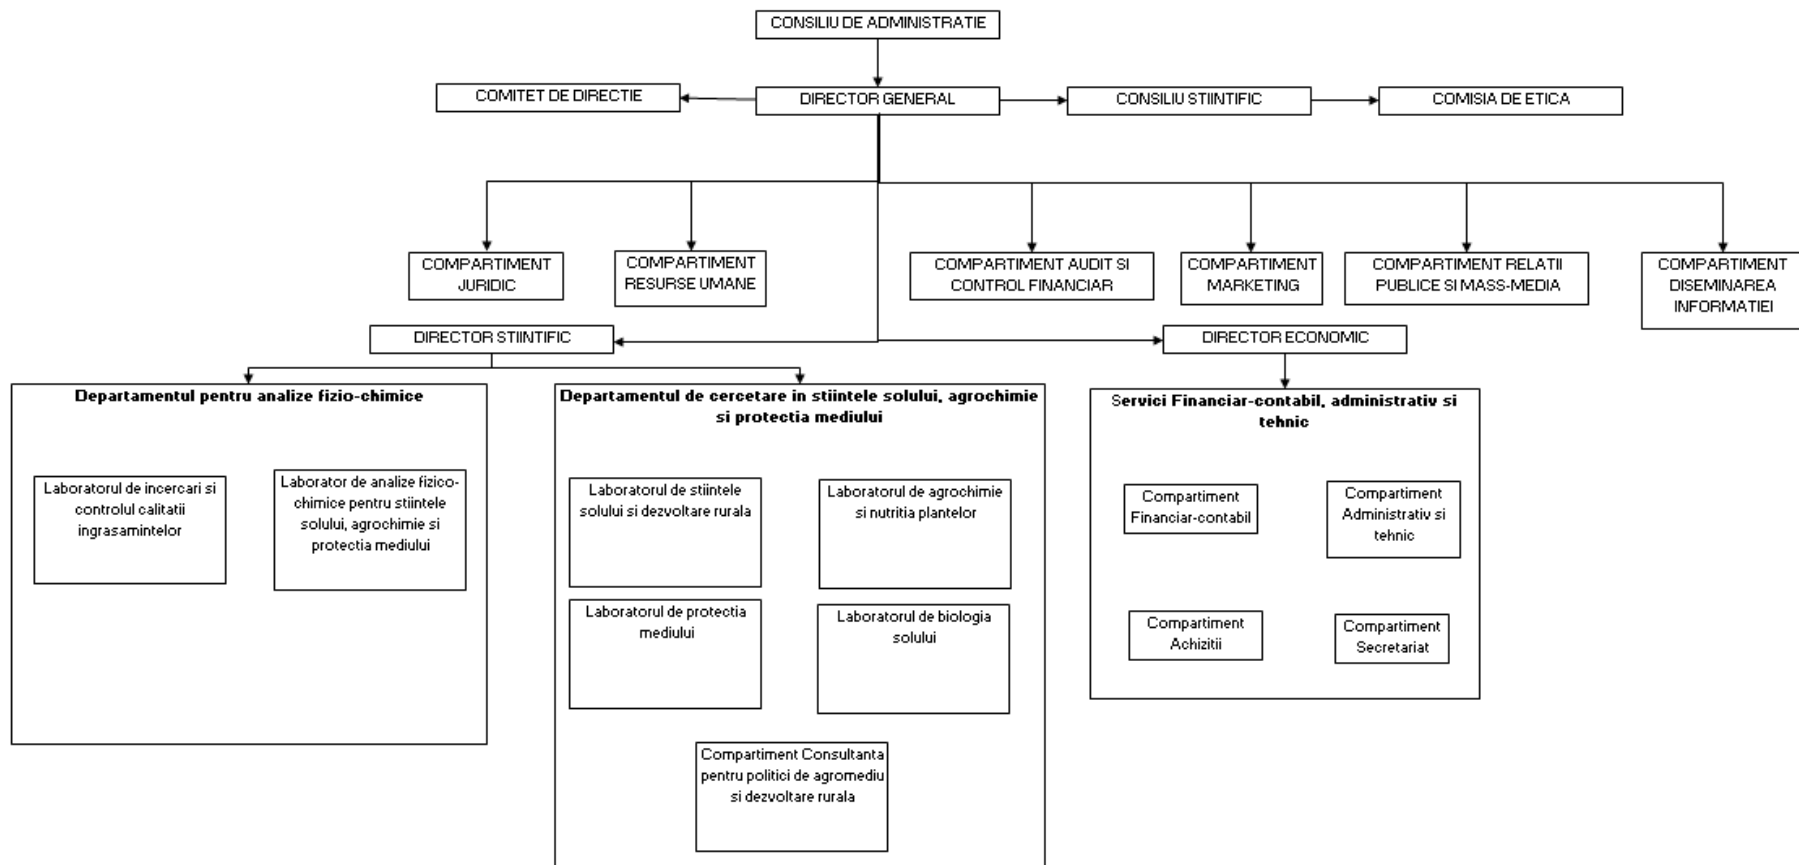 CONSILIU DE ADMINISTRATIE
COMITET DE DIRECTIE
DIRECTOR GENERAL
CONSILIU STIINTIFIC
COMISIA DE ETICA
COMPARTIMENT
JURIDIC
COMPARTIMENT
RESURSE UMANE
COMPARTIMENT AUDIT SI
CONTROL FINANCIAR
COMPARTIMENT
MARKETING
COMPARTIMENT RELATII
PUBLICE SI MASS-MEDIA
COMPARTIMENT
DISEMINAREA
INFORMATIEI
DIRECTOR STIINTIFIC
DIRECTOR ECONOMIC
Departamentul pentru analize fizio-chimice
Laboratorul de incercari si
controlul calitatii
ingrasamintelor
Laborator de analize fizico-
chimice pentru stiintele
solului, agrochimie si
protectia mediului
Departamentul de cercetare in stiintele solului, agrochimie
si protectia mediului
Laboratorul de stiintele
solului si dezvoltare rurala
Laboratorul de agrochimie
si nutritia plantelor
Laboratorul de protectia
mediului
Laboratorul de biologia
solului
Compartiment Consultanta
pentru politici de agromediu
si dezvoltare rurala
Servici Financiar-contabil, administrativ si
tehnic
Compartiment
Financiar-contabil
Compartiment
Administrativ si
tehnic
Compartiment
Achizitii
Compartiment
Secretariat